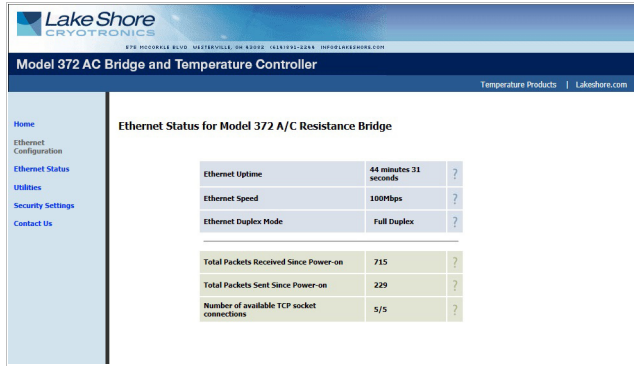 Lake Shore
CRYOTRONICS
575 MCCORKLE BLVD WESTERVILLE, OH 43082 (614)891-2244 INFO@LAKESHORE.COM
Model 372 AC Bridge and Temperature Controller
Temperature Products | Lakeshore.com
Home
Ethernet
Configuration
Ethernet Status
Utilities
Security Settings
Contact Us
Ethernet Status for Model 372 A/C Resistance Bridge
Ethernet Uptime 44 minutes 31 seconds ?
Ethernet Speed 100Mbps ?
Ethernet Duplex Mode Full Duplex ?
Total Packets Received Since Power-on 715 ?
Total Packets Sent Since Power-on 229 ?
Number of available TCP socket connections 5/5 ?